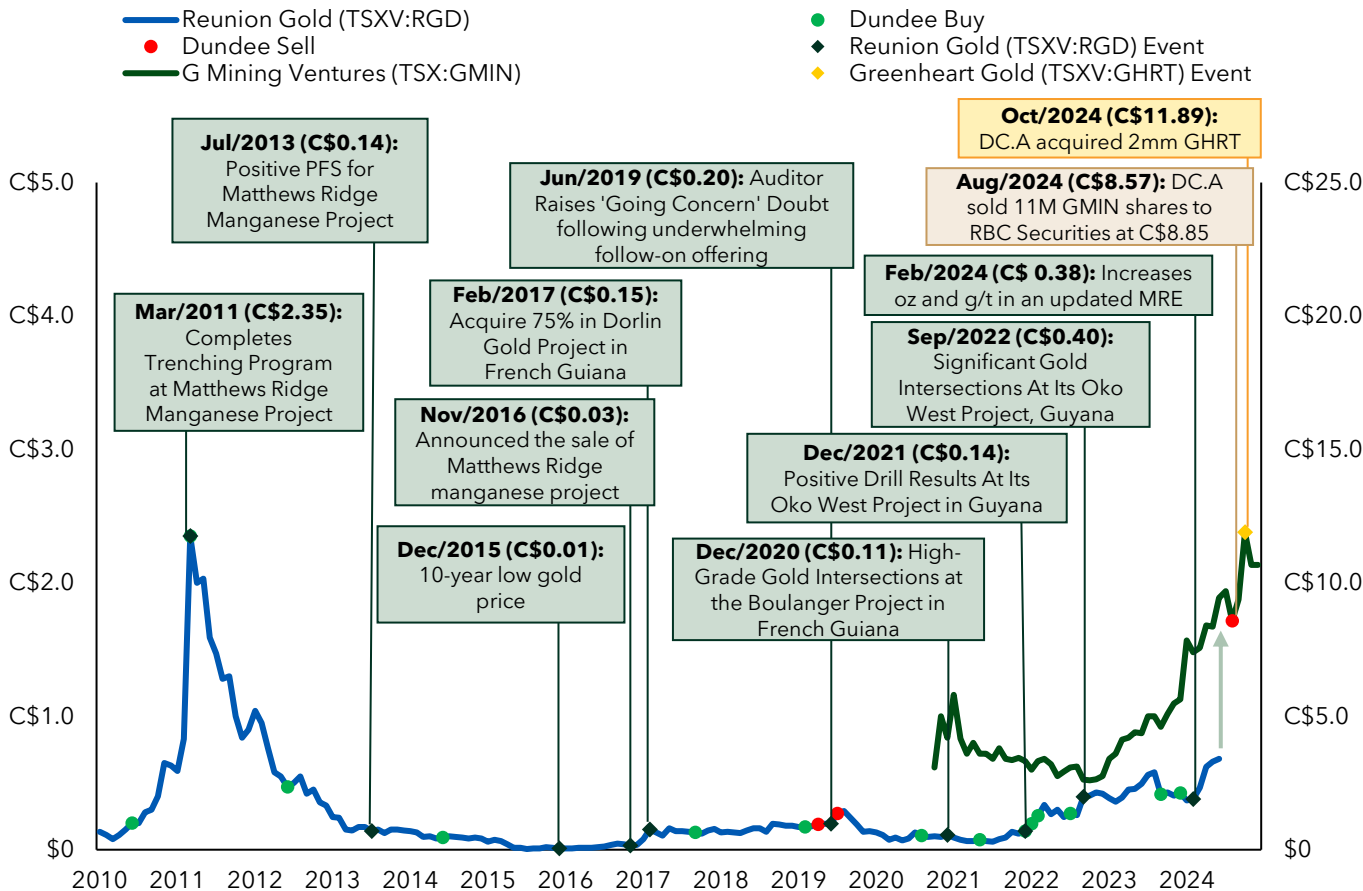 Reunion Gold (TSXV:RGD)
Dundee Buy
Dundee Sell
Reunion Gold (TSXV:RGD) Event
G Mining Ventures (TSX:GMIN)
Greenheart Gold (TSXV:GHRT) Event
Oct/2024 (C$11.89):
DC.A acquired 2mm GHRT
Jul/2013 (C$0.14):
Positive PFS for
Matthews Ridge
Manganese Project
Jun/2019 (C$0.20): Auditor
Raises 'Going Concern' Doubt
following underwhelming
follow-on offering
Aug/2024 (C$8.57): DC.A
sold 11M GMIN shares to
RBC Securities at C$8.85
Feb/2024 (C$ 0.38): Increases
oz and g/t in an updated MRE
Mar/2011 (C$2.35):
Completes
Trenching Program
at Matthews Ridge
Manganese Project
Feb/2017 (C$0.15):
Acquire 75% in Dorlin
Gold Project in
French Guiana
Sep/2022 (C$0.40):
Significant Gold
Intersections At Its Oko
West Project, Guyana
Nov/2016 (C$0.03):
Announced the sale of
Matthews Ridge
manganese project
Dec/2021 (C$0.14):
Positive Drill Results At Its
Oko West Project in Guyana
Dec/2015 (C$0.01):
10-year low gold
price
Dec/2020 (C$0.11): High-
Grade Gold Intersections at
the Boulanger Project in
French Guiana
C$5.0
C$4.0
C$3.0
C$2.0
C$1.0
$0
C$25.0
C$20.0
C$15.0
C$10.0
C$5.0
$0
2010 2011 2012 2013 2014 2015 2016 2017 2018 2019 2020 2021 2022 2023 2024